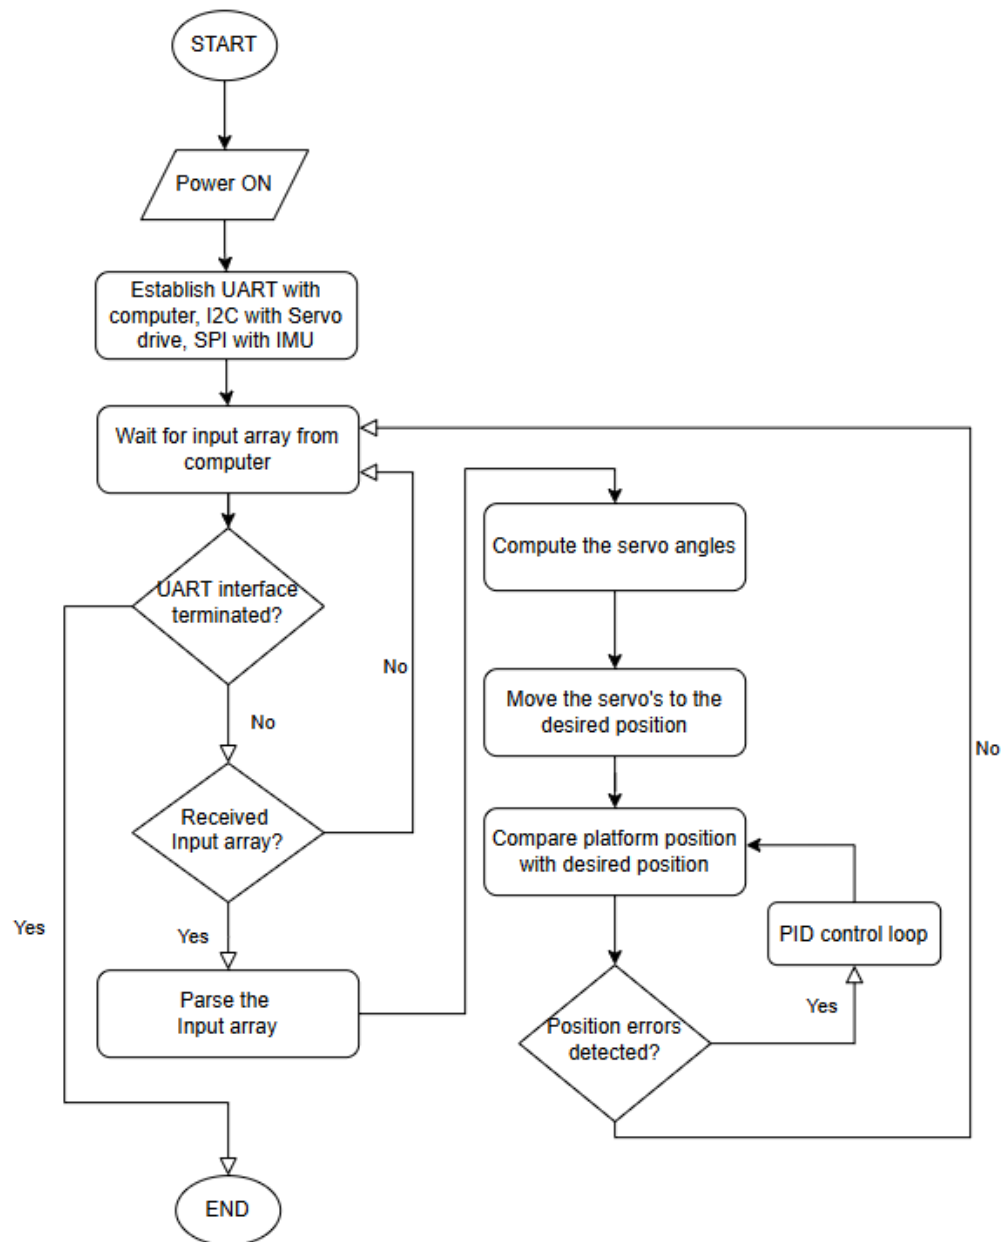 START
Power ON
Establish UART with
computer, I2C with Servo
drive, SPI with IMU
Wait for input array from
computer
UART interface
terminated?
No
Received
Input array?
No
Yes
Yes
Parse the
Input array
END
Compute the servo angles
Move the servo's to the
desired position
Compare platform position
with desired position
PID control loop
Yes
Position errors
detected?
No